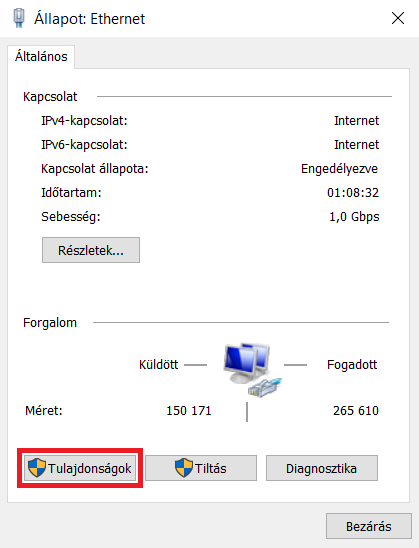 Állapot: Ethernet
Általános
Kapcsolat
IPv4-kapcsolat: Internet
IPv6-kapcsolat: Internet
Kapcsolat állapota: Engedélyezve
Időtartam: 01:08:32
Sebesség: 1,0 Gbps
Részletek...
Forgalom
Küldött Fogadott
Méret: 150 171 265 610
Tulajdonságok Tiltás Diagnosztika
Bezárás